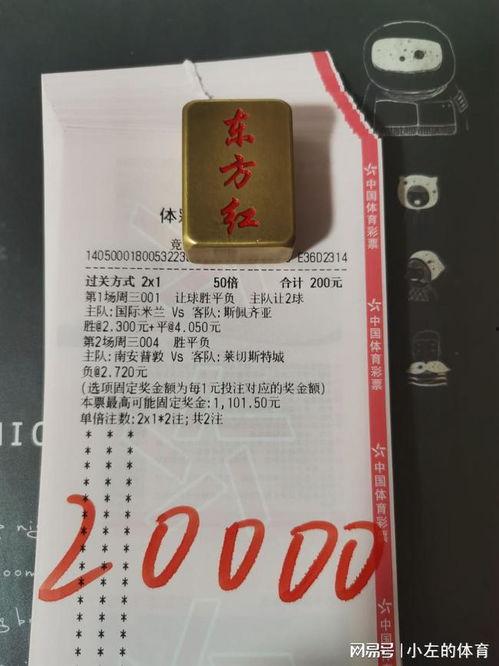 东方红
体彩
竞
14050001800532230 E36D2314
过关方式 2x1 50倍 合计 200元
第1场周三001 让球胜平负 主队让2球
主队:国际米兰 Vs 客队:斯佩齐亚
胜@2.300元+平@4.050元
第2场周三004 胜平负
主队:南安普敦 Vs 客队:莱切斯特城
负@2.720元
(选项固定奖金额为每1元投注对应的奖金额)
本票最高可能固定奖金:1,101.50元
单倍注数:2x1*2注;共2注
20000
中国体育彩票
中国体育彩票
中国体育彩票
网易号 | 小左的体育